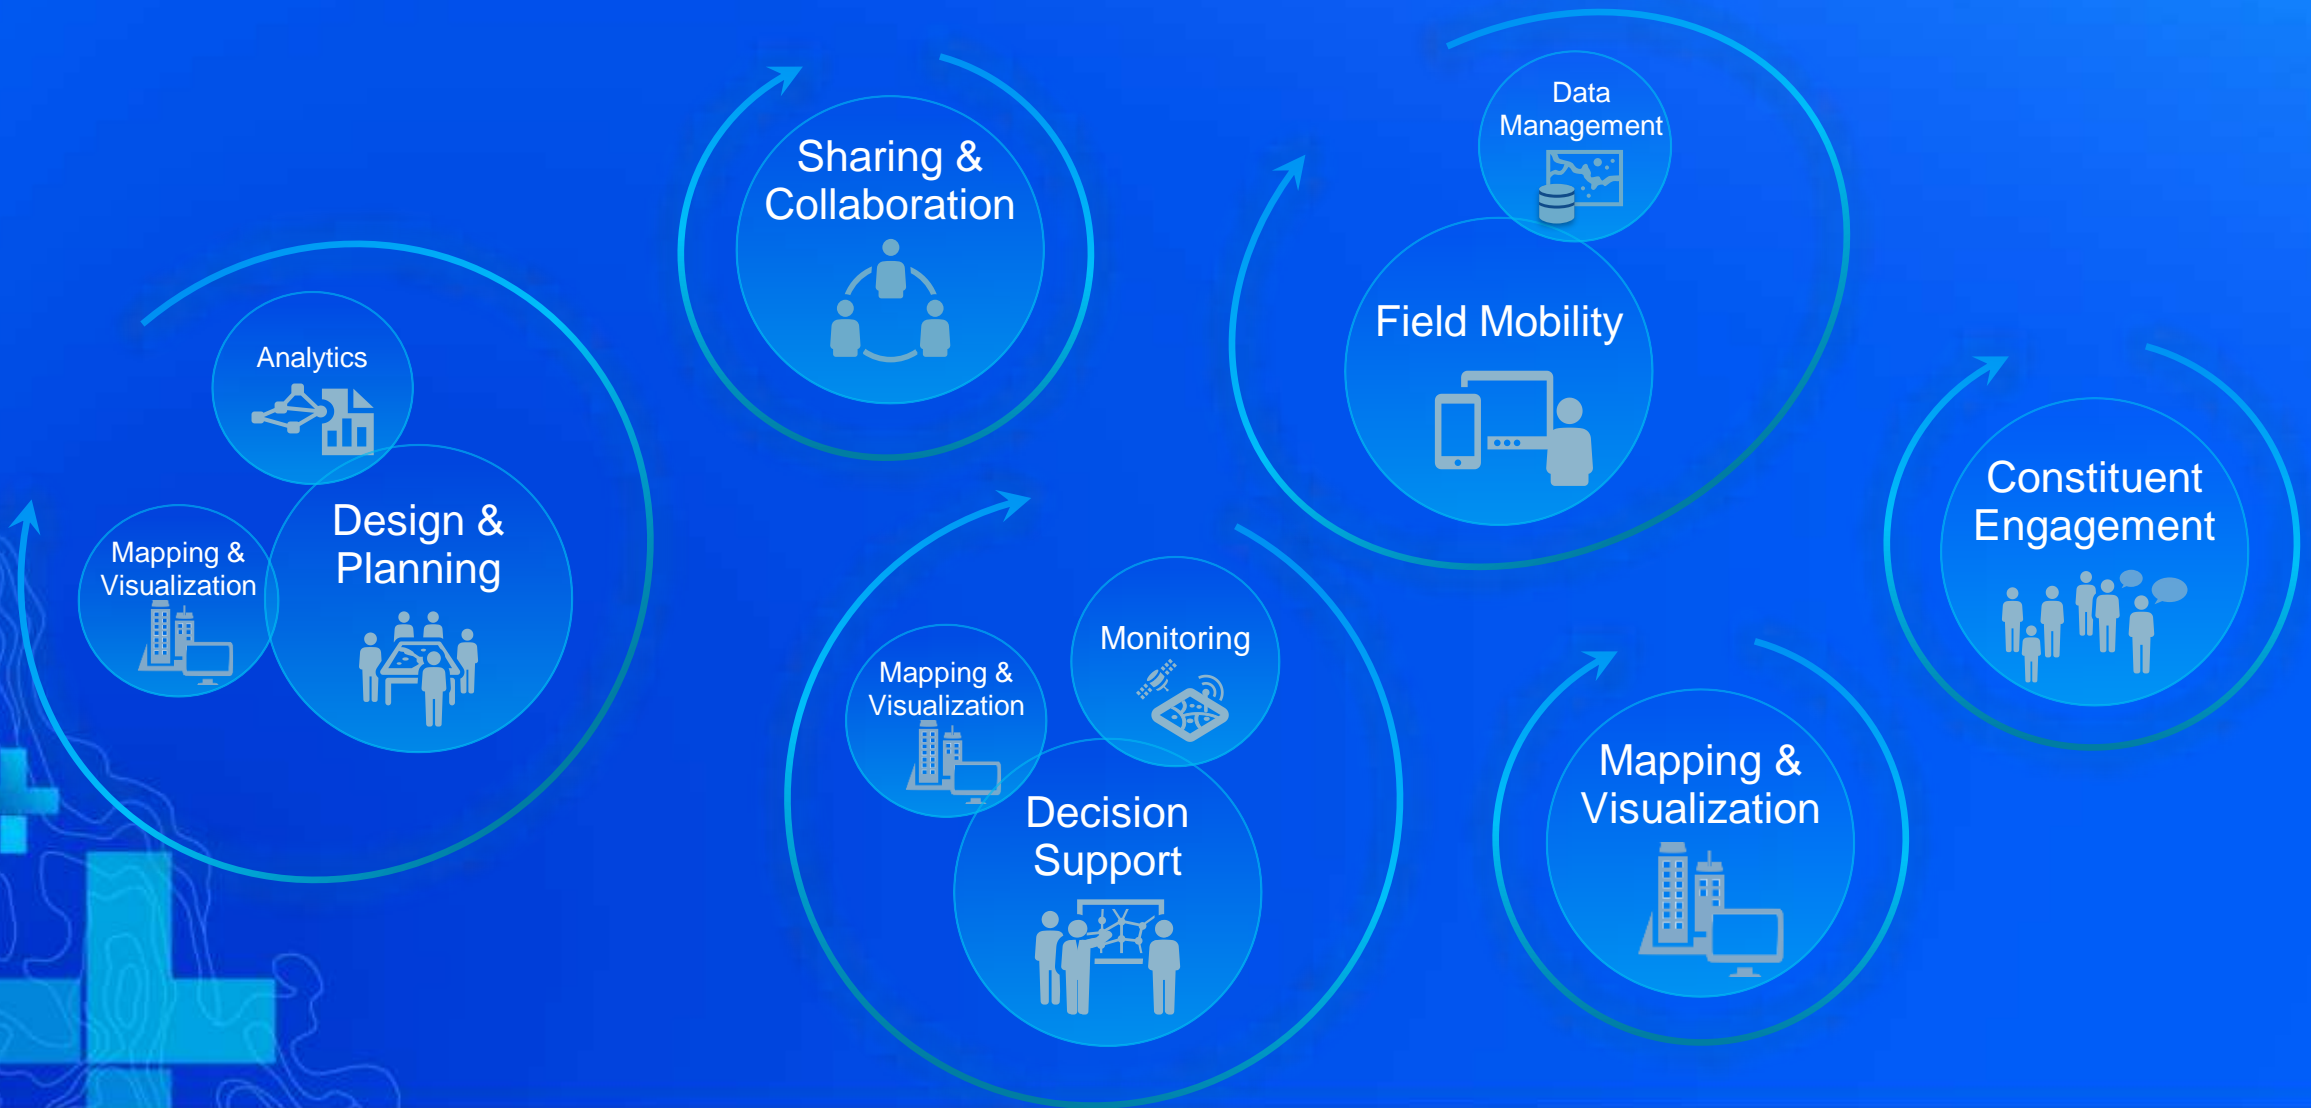 Analytics
Mapping &
Visualization
Design &
Planning
Sharing &
Collaboration
Mapping &
Visualization
Monitoring
Decision
Support
Data
Management
Field Mobility
Mapping &
Visualization
Constituent
Engagement